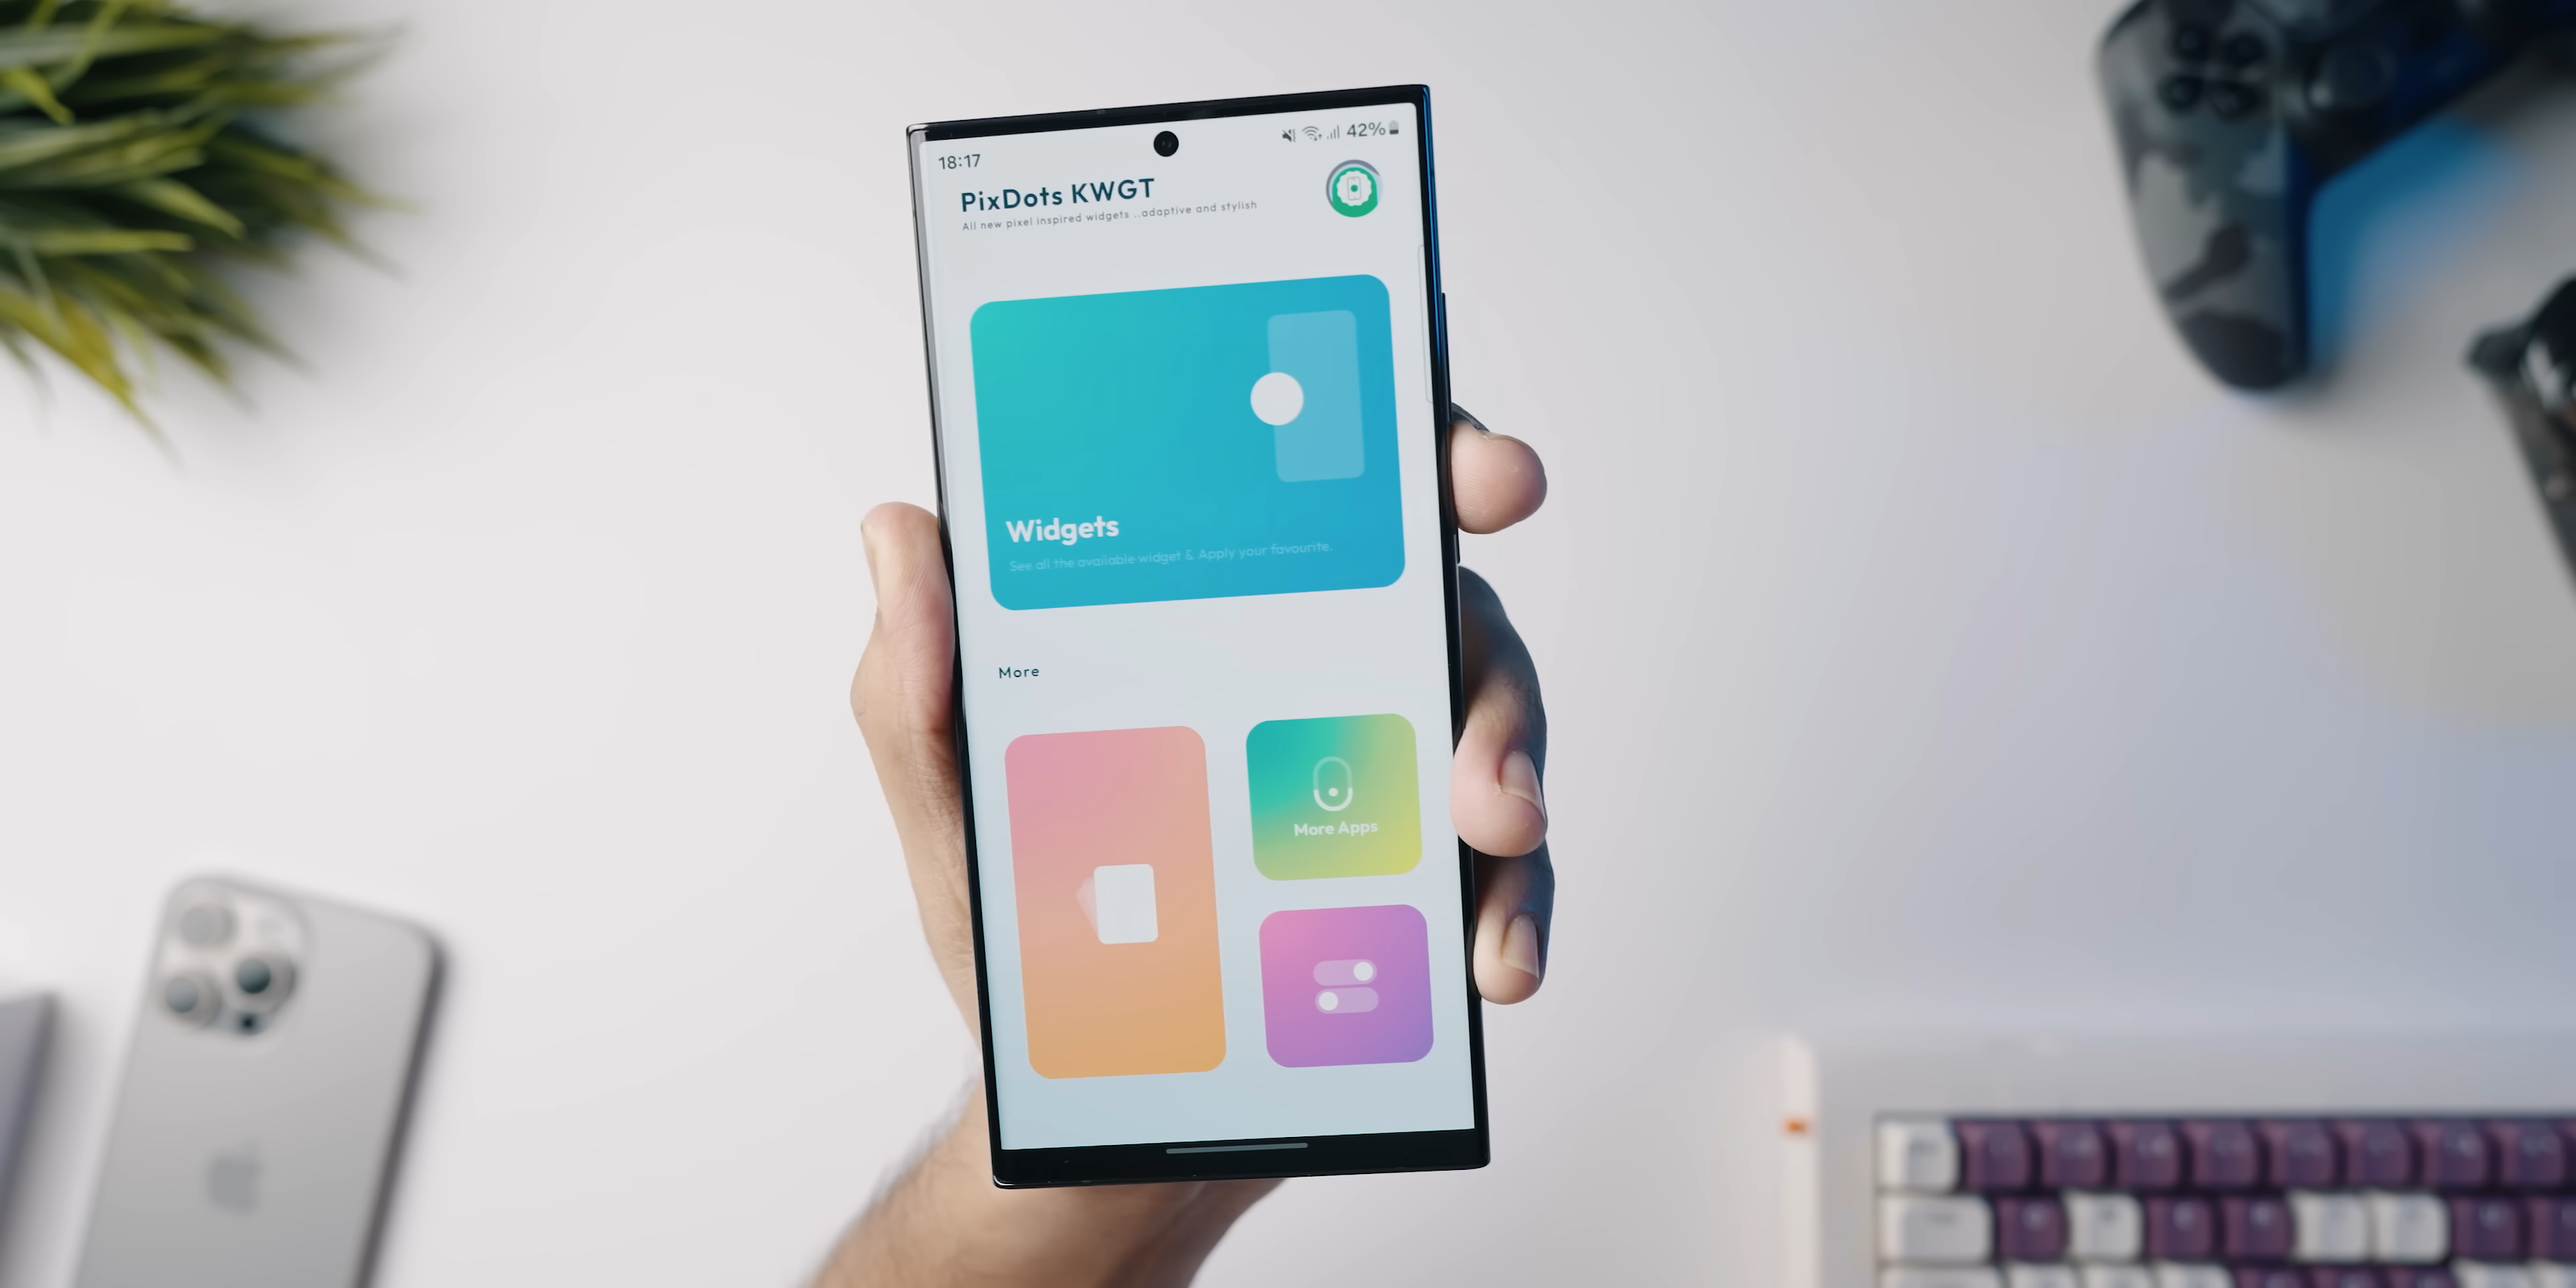 18:17
42%
PixDots KWGT
All new pixel inspired widgets ..adaptive and stylish
Widgets
See all the available widget & Apply your favourite.
More
More Apps